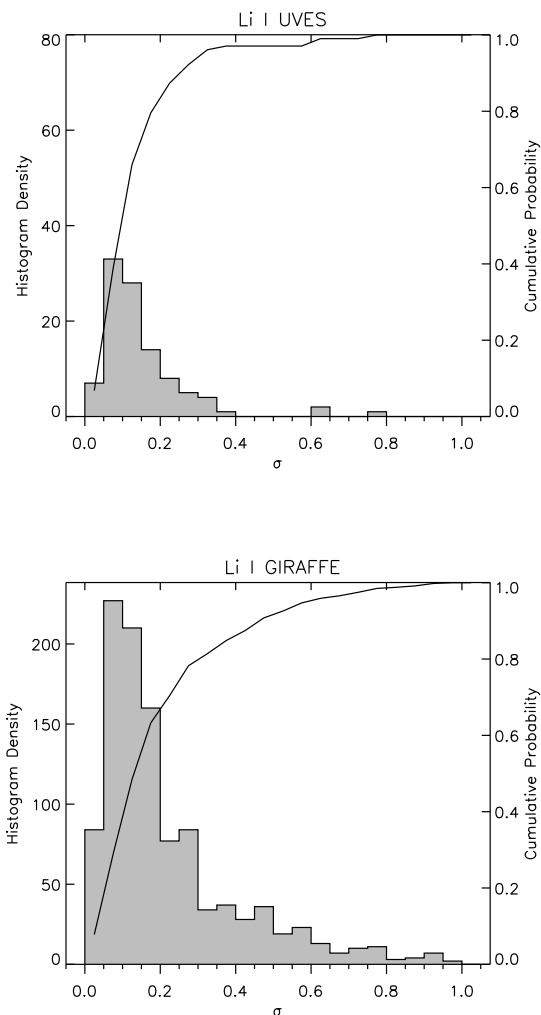 Li I UVES
80
60
40
20
0
Histogram Density
1.0
0.8
0.6
0.4
0.2
0.0
Cumulative Probability
0.0 0.2 0.4 0.6 0.8 1.0
σ
Li I GIRAFFE
200
150
100
50
0
Histogram Density
1.0
0.8
0.6
0.4
0.2
0.0
Cumulative Probability
0.0 0.2 0.4 0.6 0.8 1.0
σ